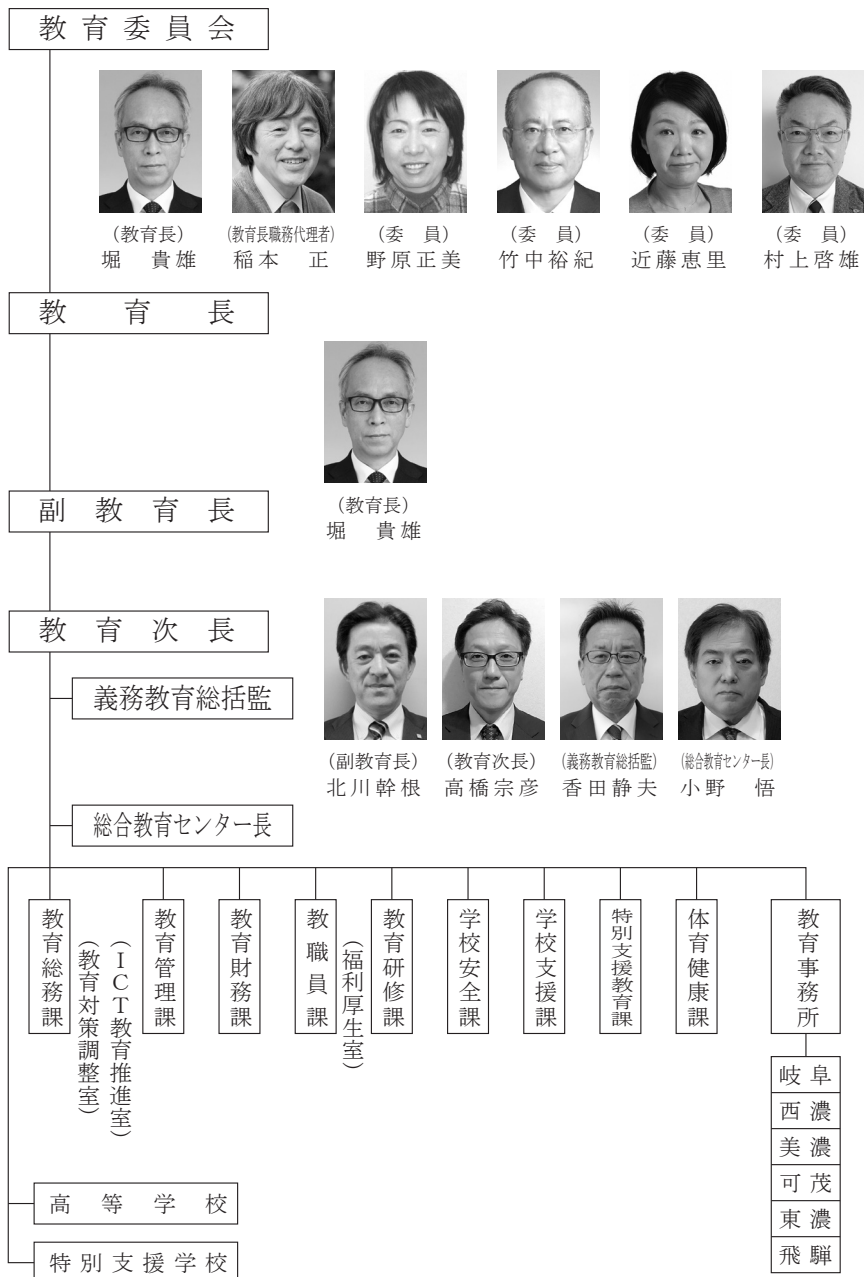 教育委員会
(教育長)
堀 貴雄
(教育長職務代理者)
稲本 正
(委 員)
野原正美
(委 員)
竹中裕紀
(委 員)
近藤恵里
(委 員)
村上啓雄
教育長
(教育長)
堀 貴雄
副教育長
教育次長
義務教育総括監
(副教育長)
北川幹根
(教育次長)
高橋宗彦
(義務教育総括監)
香田静夫
(総合教育センター長)
小野 悟
総合教育センター長
教育総務課
(教育対策調整室)
(ICT教育推進室)
教育管理課
教育財務課
教職員課
(福利厚生室)
教育研修課
学校安全課
学校支援課
特別支援教育課
体育健康課
教育事務所
岐阜
西濃
美濃
可茂
東濃
飛騨
高等学校
特別支援学校